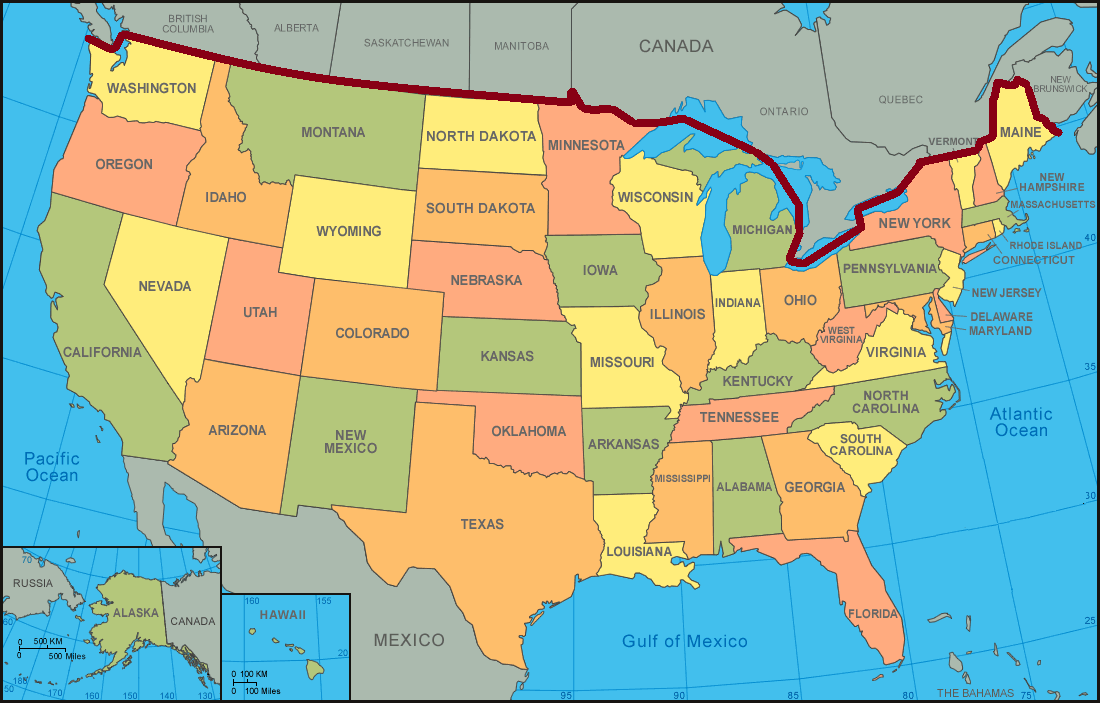 BRITISH
COLUMBIA
ALBERTA
SASKATCHEWAN
MANITOBA
CANADA
ONTARIO
QUEBEC
NEW
BRUNSWICK
WASHINGTON
MONTANA
NORTH DAKOTA
MINNESOTA
VERMONT
MAINE
OREGON
IDAHO
WYOMING
SOUTH DAKOTA
WISCONSIN
MICHIGAN
NEW YORK
NEW
HAMPSHIRE
MASSACHUSETTS
RHODE ISLAND
CONNECTICUT
40
NEVADA
UTAH
COLORADO
NEBRASKA
IOWA
ILLINOIS
INDIANA
OHIO
PENNSYLVANIA
NEW JERSEY
DELAWARE
MARYLAND
WEST
VIRGINIA
VIRGINIA
CALIFORNIA
KANSAS
MISSOURI
KENTUCKY
35
ARIZONA
NEW
MEXICO
OKLAHOMA
ARKANSAS
TENNESSEE
NORTH
CAROLINA
SOUTH
CAROLINA
Atlantic
Ocean
Pacific
Ocean
TEXAS
LOUISIANA
MISSISSIPPI
ALABAMA
GEORGIA
30
FLORIDA
25
MEXICO
Gulf of Mexico
THE BAHAMAS
95
90
85
80
75
70
RUSSIA
ALASKA
CANADA
60
0 500 KM
0 500 Miles
50
180
170
160
150
140
130
160
155
HAWAII
20
0 100 KM
0 100 Miles